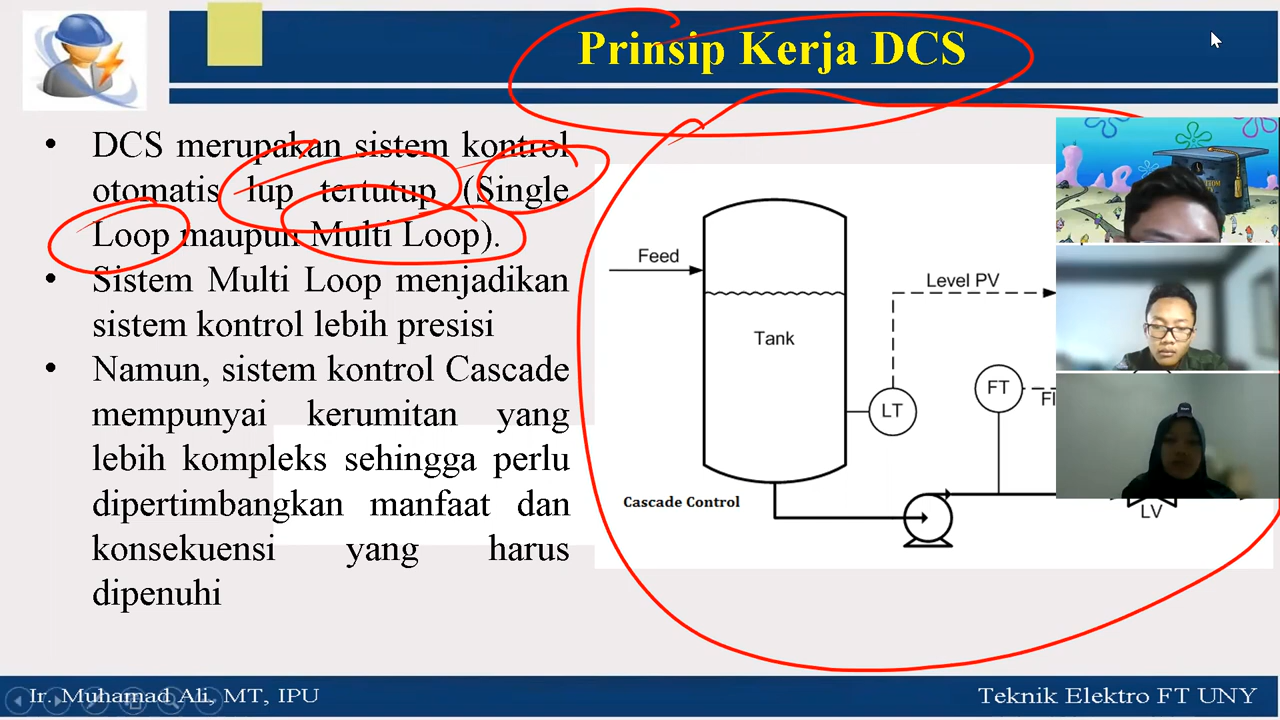 Prinsip Kerja DCS
• DCS merupakan sistem kontrol
otomatis lup tertutup (Single
Loop maupun Multi Loop).
• Sistem Multi Loop menjadikan
sistem kontrol lebih presisi
• Namun, sistem kontrol Cascade
mempunyai kerumitan yang
lebih kompleks sehingga perlu
dipertimbangkan manfaat dan
konsekuensi yang harus
dipenuhi
Feed
Level PV
Tank
LT
FT
Cascade Control
LV
Ir. Muhamad Ali, MT, IPU
Teknik Elektro FT UNY